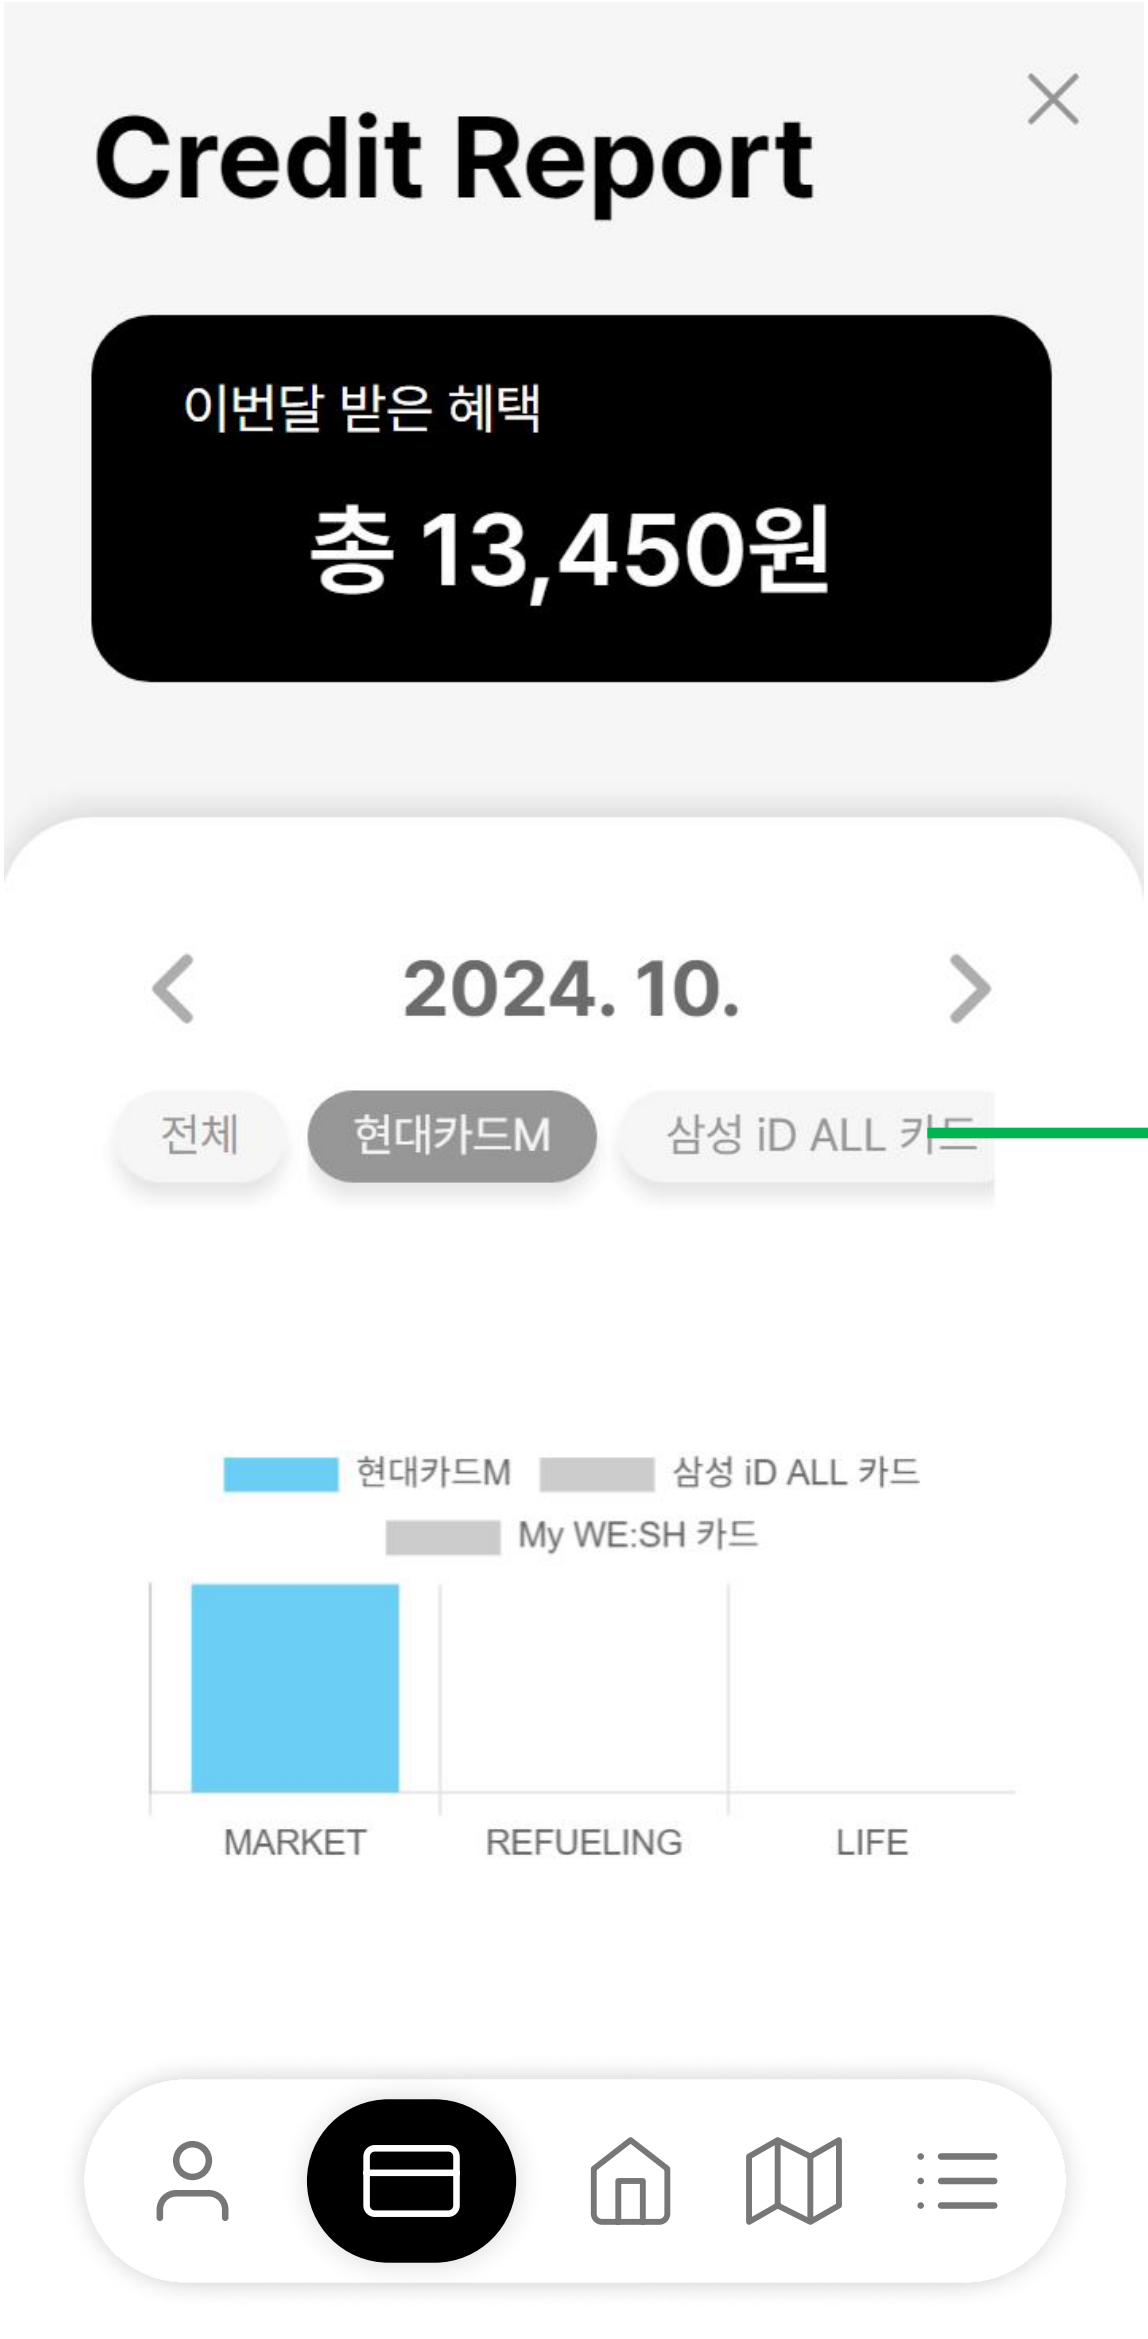 Credit Report
이번달 받은 혜택
총 13,450원
2024. 10.
전체 현대카드M 삼성 iD ALL 카드
현대카드M 삼성 iD ALL 카드
My WE:SH 카드
MARKET REFUELING LIFE